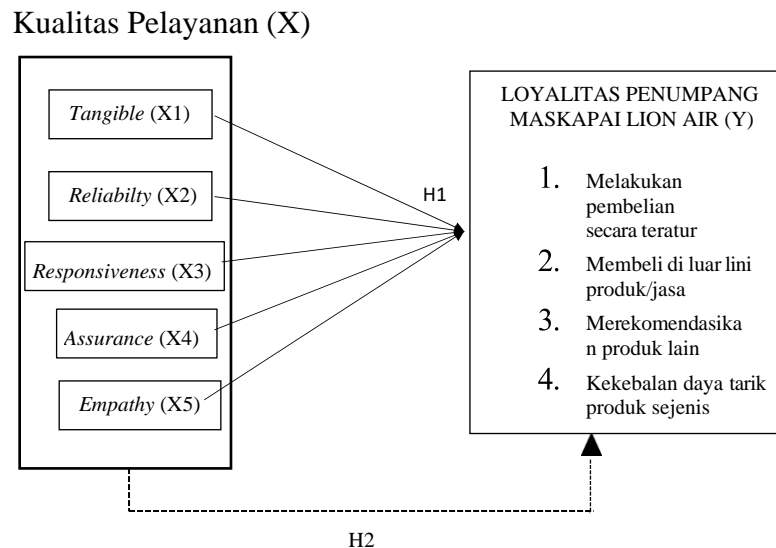 Kualitas Pelayanan (X)
Tangible (X1)
Reliabilty (X2)
Responsiveness (X3)
Assurance (X4)
Empathy (X5)
H1
LOYALITAS PENUMPANG
MASKAPAI LION AIR (Y)
1. Melakukan
pembelian
secara teratur
2. Membeli di luar lini
produk/jasa
3. Merekomendasika
n produk lain
4. Kekebalan daya tarik
produk sejenis
H2